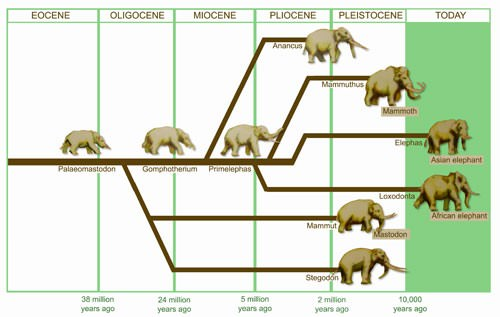 EOCENE OLIGOCENE MIOCENE PLIOCENE PLEISTOCENE TODAY
Anancus
Mammuthus
Mammoth
Elephas
Asian elephant
Palaeomastodon Gomphotherium Primelephas
Loxodonta
African elephant
Mammut
Mastodon
Stegodon
38 million years ago
24 million years ago
5 million years ago
2 million years ago
10,000 years ago